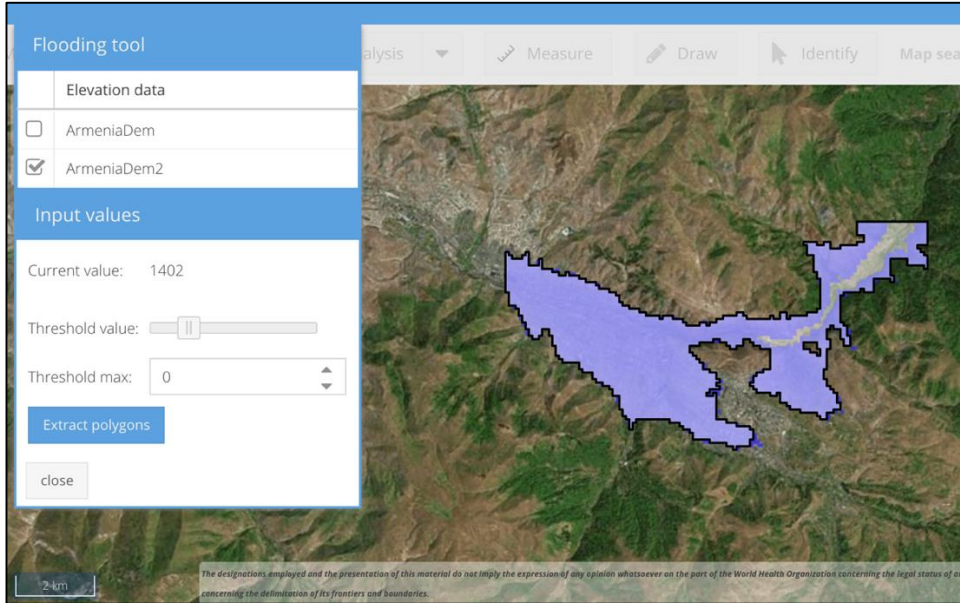 Flooding tool
Elevation data
ArmeniaDem
ArmeniaDem2
Input values
Current value: 1402
Threshold value:
Threshold max: 0
Extract polygons
close
alysis
Measure
Draw
Identify
Map sea
2 km
The designations employed and the presentation of this material do not imply the expression of any opinion whatsoever on the part of the World Health Organization concerning the legal status of a
concerning the delimitation of its frontiers and boundaries.